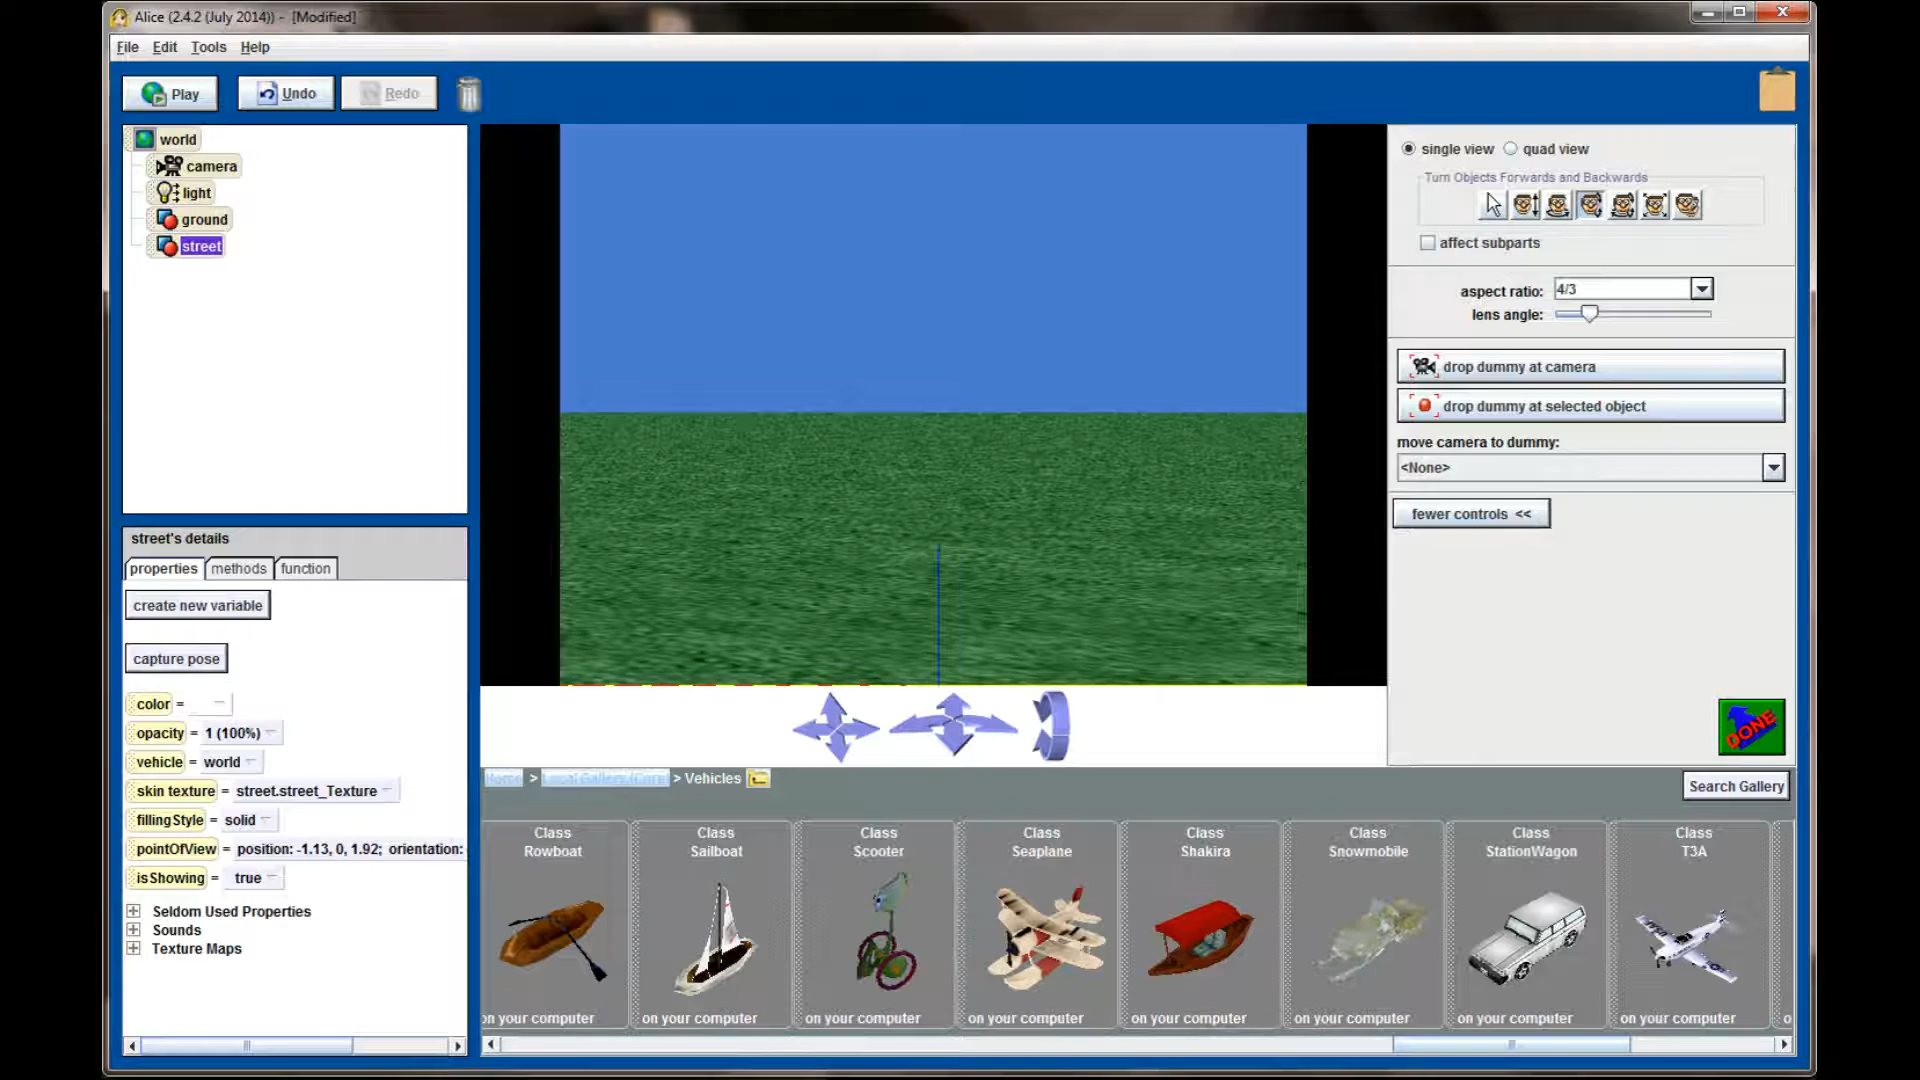 Alice (2.4.2 (July 2014)) - [Modified]
File Edit Tools Help
Play Undo Redo
world
camera
light
ground
street
single view quad view
Turn Objects Forwards and Backwards
affect subparts
aspect ratio: 4/3
lens angle:
drop dummy at camera
drop dummy at selected object
move camera to dummy:
<None>
fewer controls <<
DONE
street's details
properties methods function
create new variable
capture pose
color =
opacity = 1 (100%)
vehicle = world
skin texture = street.street_Texture
fillingStyle = solid
pointOfView = position: -1.13, 0, 1.92; orientation:
isShowing = true
Seldom Used Properties
Sounds
Texture Maps
Home > Local Gallery (Core) > Vehicles
Search Gallery
Class Rowboat
on your computer
Class Sailboat
on your computer
Class Scooter
on your computer
Class Seaplane
on your computer
Class Shakira
on your computer
Class Snowmobile
on your computer
Class StationWagon
on your computer
Class T3A
on your computer
o